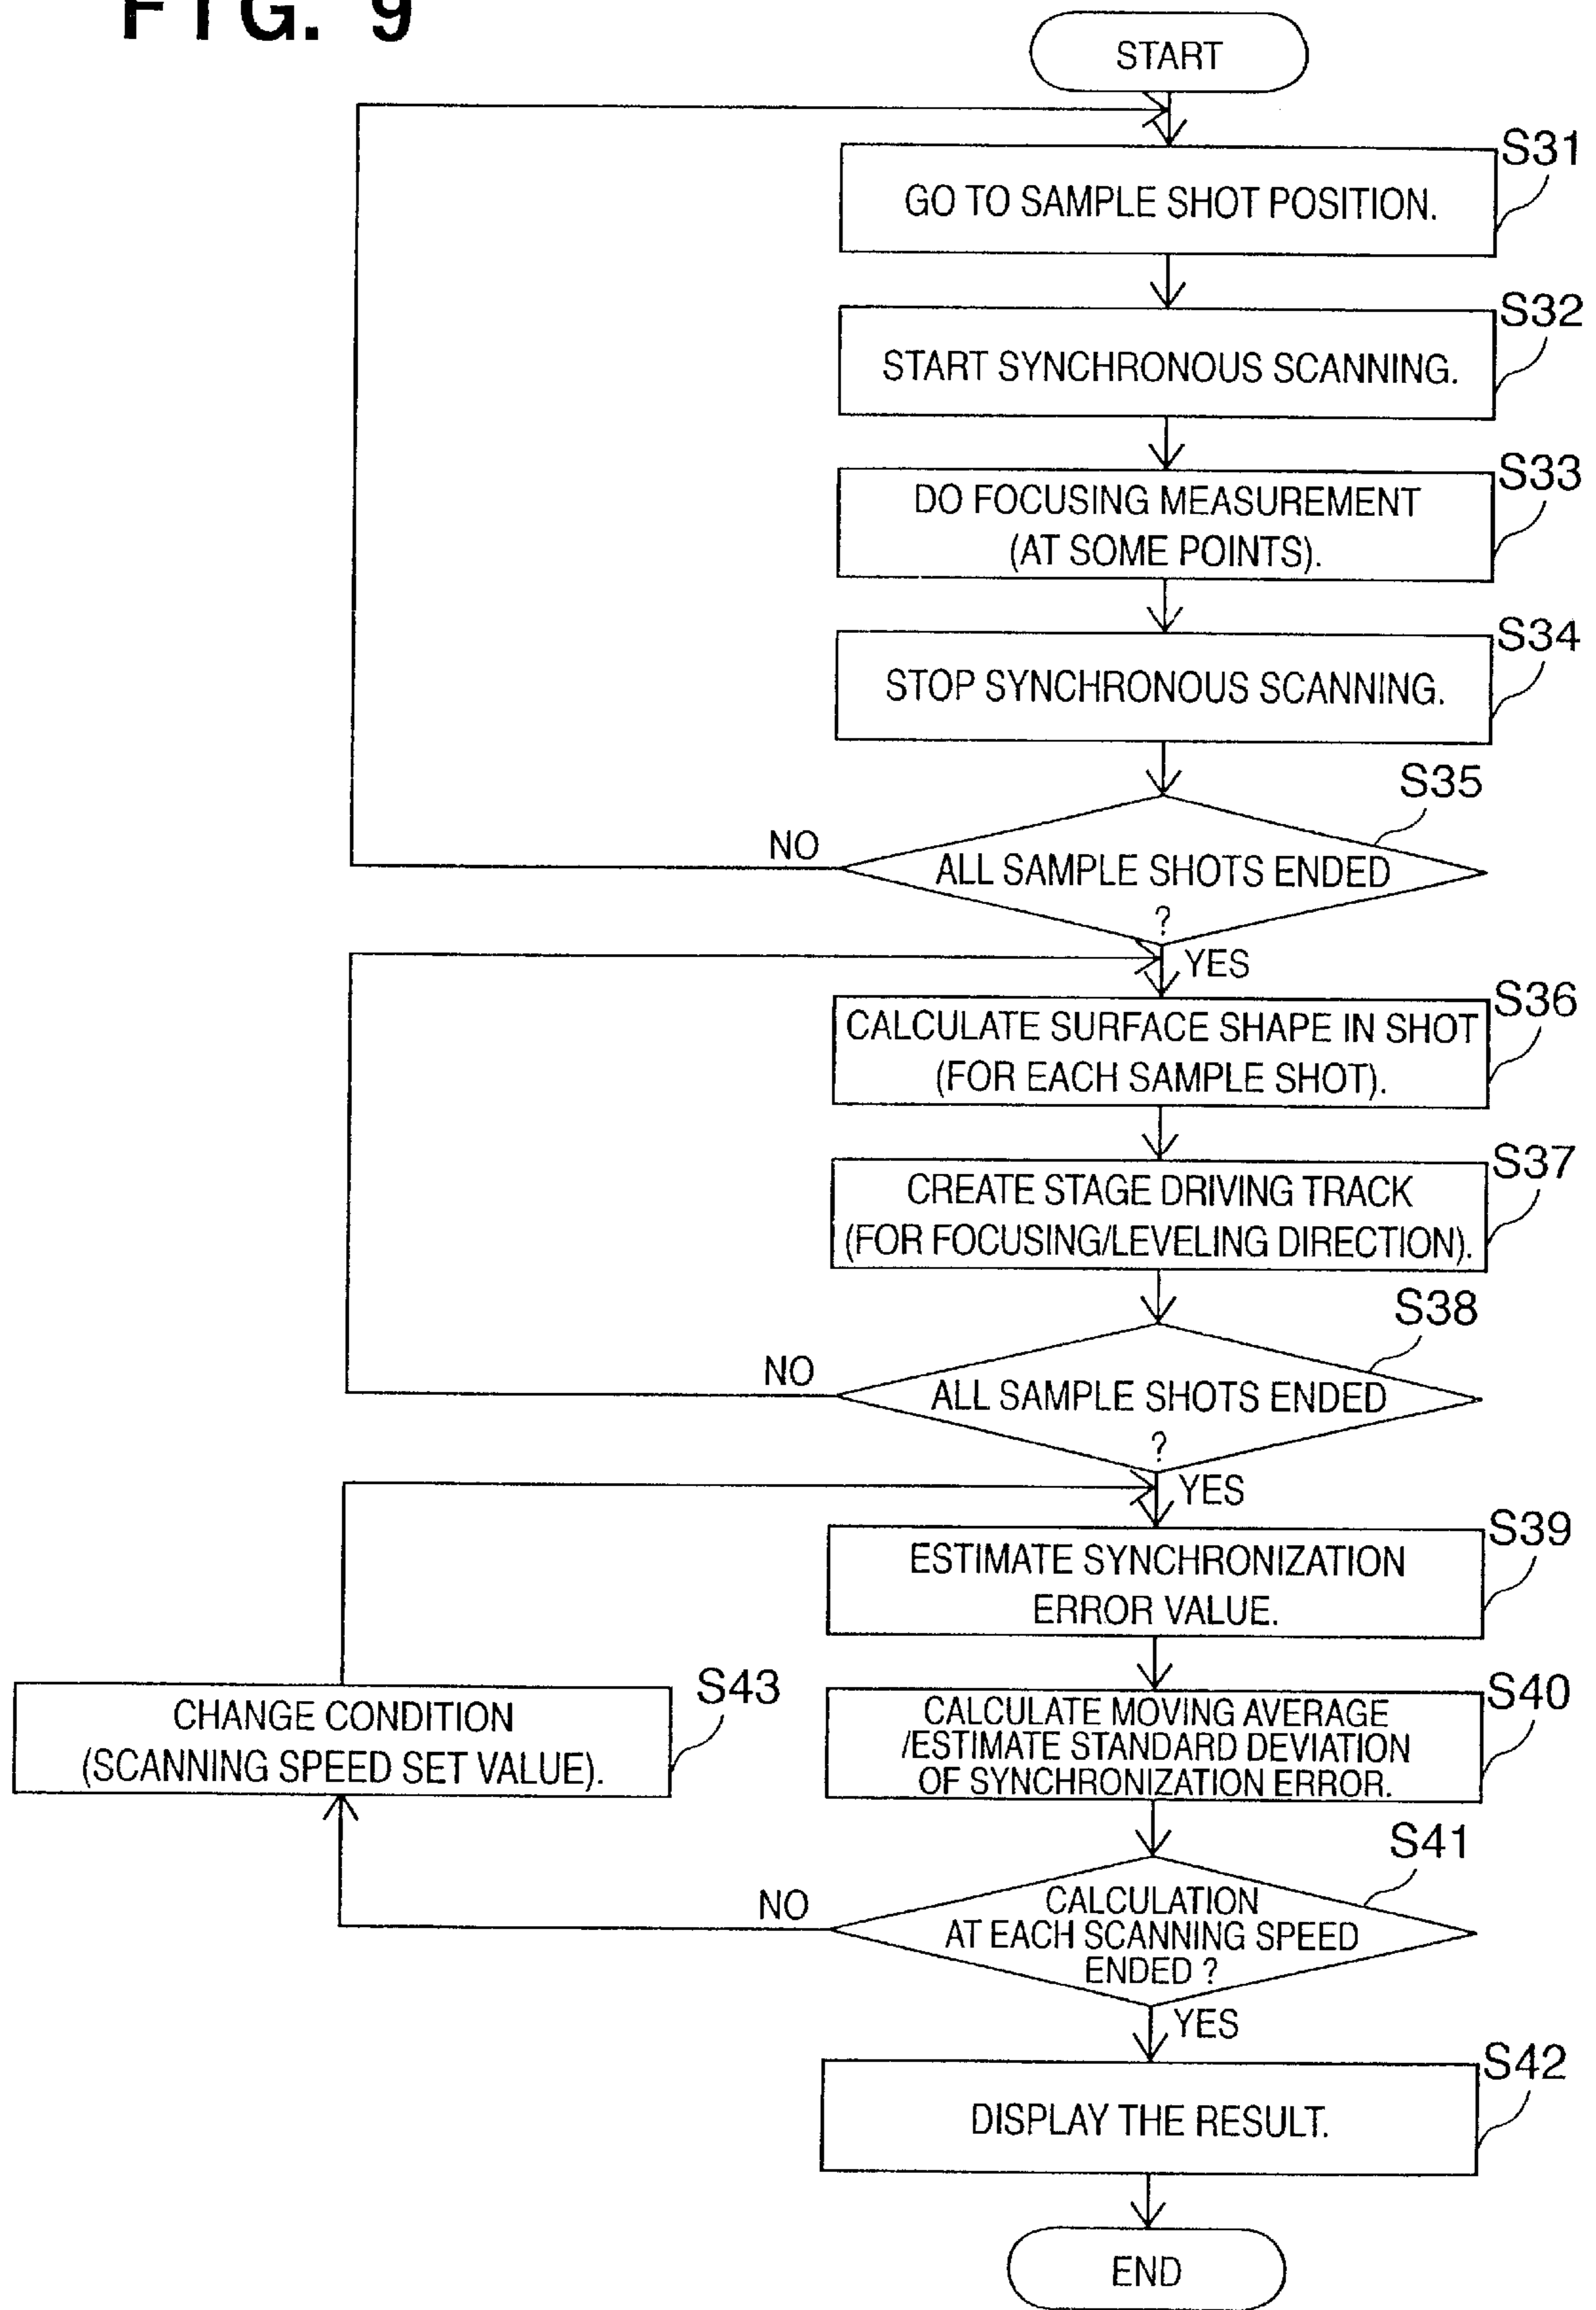 FIG. 9
START
S31
GO TO SAMPLE SHOT POSITION.
S32
START SYNCHRONOUS SCANNING.
S33
DO FOCUSING MEASUREMENT
(AT SOME POINTS).
S34
STOP SYNCHRONOUS SCANNING.
S35
NO
ALL SAMPLE SHOTS ENDED
?
YES
S36
CALCULATE SURFACE SHAPE IN SHOT
(FOR EACH SAMPLE SHOT).
S37
CREATE STAGE DRIVING TRACK
(FOR FOCUSING/LEVELING DIRECTION).
S38
NO
ALL SAMPLE SHOTS ENDED
?
YES
S39
ESTIMATE SYNCHRONIZATION
ERROR VALUE.
S43
CHANGE CONDITION
(SCANNING SPEED SET VALUE).
S40
CALCULATE MOVING AVERAGE
/ESTIMATE STANDARD DEVIATION
OF SYNCHRONIZATION ERROR.
S41
NO
CALCULATION
AT EACH SCANNING SPEED
ENDED ?
YES
S42
DISPLAY THE RESULT.
END